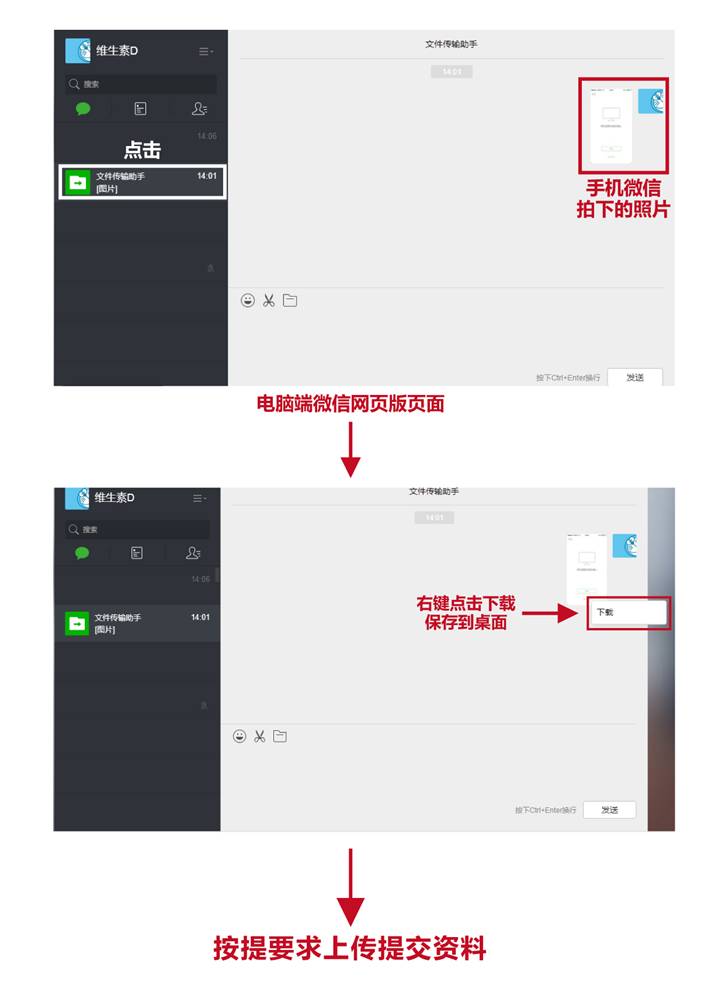 文件传输助手
维生素D
14:01
搜索
14:06
点击
文件传输助手 14:01
[图片]
手机微信
拍下的照片
按下Ctrl+Enter换行 发送
电脑端微信网页版页面
文件传输助手
维生素D
14:01
搜索
14:06
右键点击下载
保存到桌面
下载
文件传输助手 14:01
[图片]
按下Ctrl+Enter换行 发送
按提要求上传提交资料